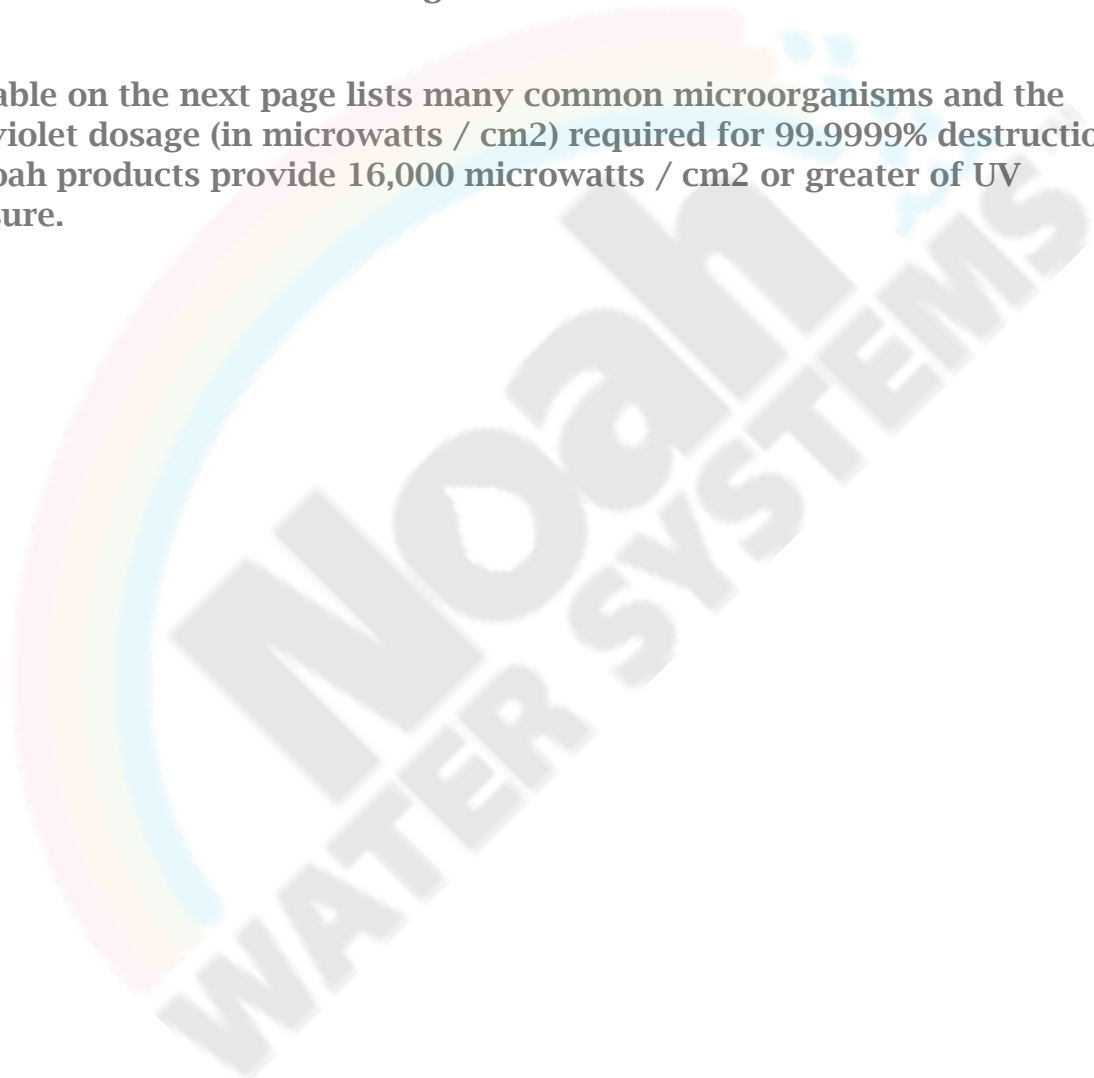 able on the next page lists many common microorganisms and the
violet dosage (in microwatts / cm2) required for 99.9999% destructio
oah products provide 16,000 microwatts / cm2 or greater of UV
sure.
Noah
WATER SYSTEMS